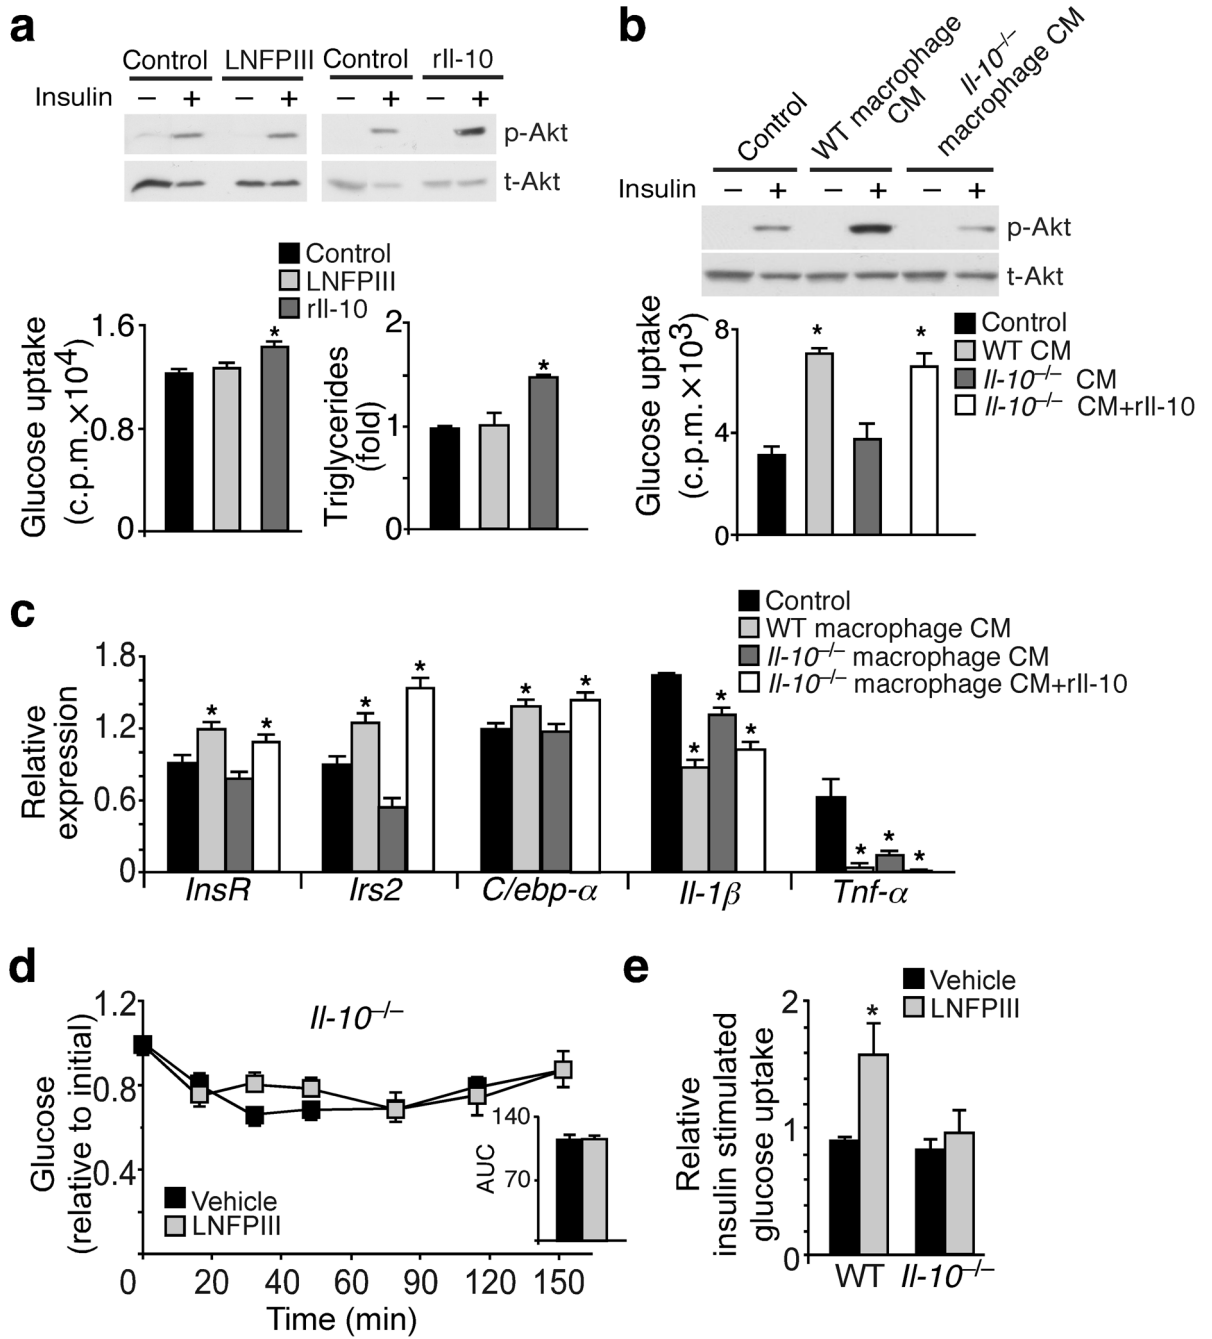 a
Control LNFPIII Control rIl-10
Insulin – + – + – + – +
p-Akt
t-Akt
Control
LNFPIII
rIl-10
Glucose uptake
(c.p.m.×10⁴)
1.6
0.8
0
*
Triglycerides
(fold)
2
1
0
*
b
Control
WT macrophage
CM
Il-10⁻/⁻
macrophage CM
Insulin – + – + – +
p-Akt
t-Akt
Glucose uptake
(c.p.m.×10³)
8
4
0
* *
Control
WT CM
Il-10⁻/⁻ CM
Il-10⁻/⁻ CM+rIl-10
c
Control
WT macrophage CM
Il-10⁻/⁻ macrophage CM
Il-10⁻/⁻ macrophage CM+rIl-10
Relative
expression
1.8
1.2
0.6
0
* * * * * * * * * * * *
InsR Irs2 C/ebp-α Il-1β Tnf-α
d
Il-10⁻/⁻
Glucose
(relative to initial)
1.2
0.8
0.4
Vehicle
LNFPIII
AUC
140
70
0 20 40 60 90 120 150
Time (min)
e
Vehicle
LNFPIII
Relative
insulin stimulated
glucose uptake
2
1
0
*
WT Il-10⁻/⁻